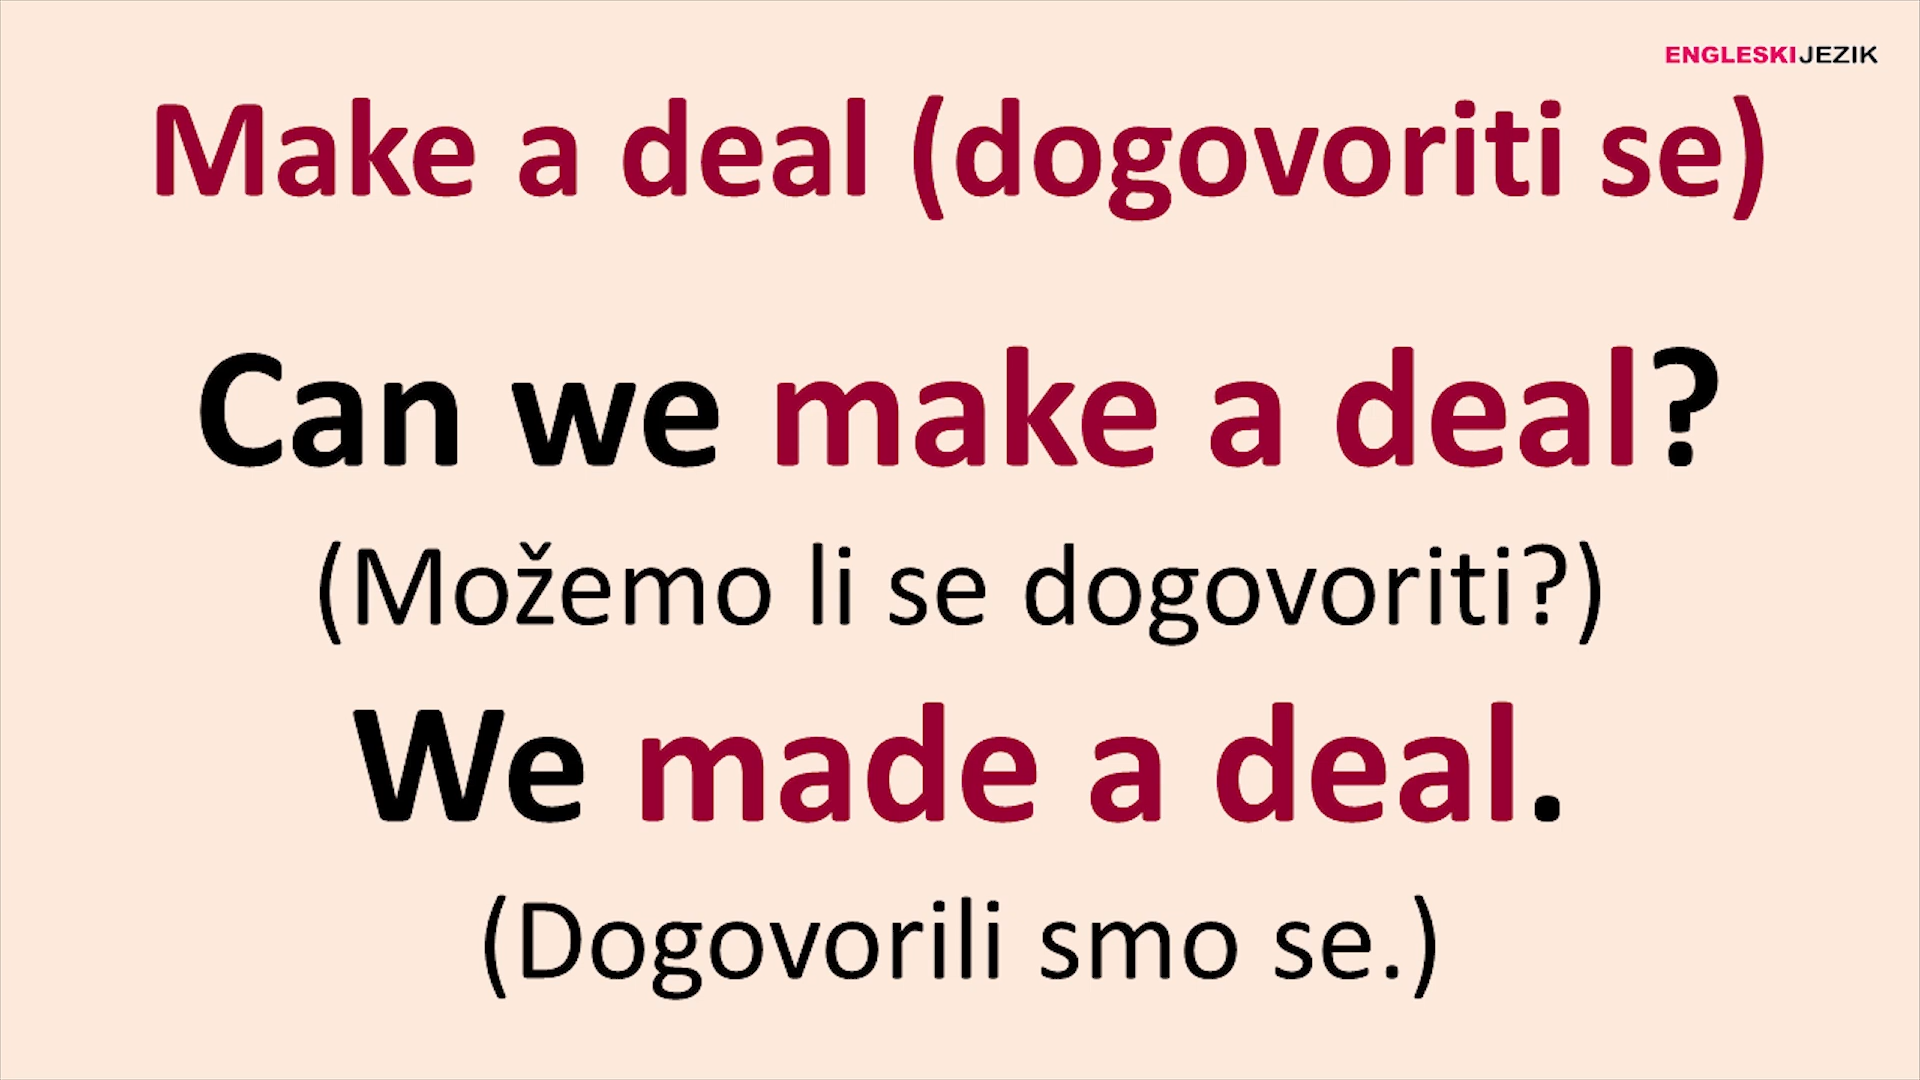 ENGLESKIJEZIK
Make a deal (dogovoriti se)
Can we make a deal?
(Možemo li se dogovoriti?)
We made a deal.
(Dogovorili smo se.)